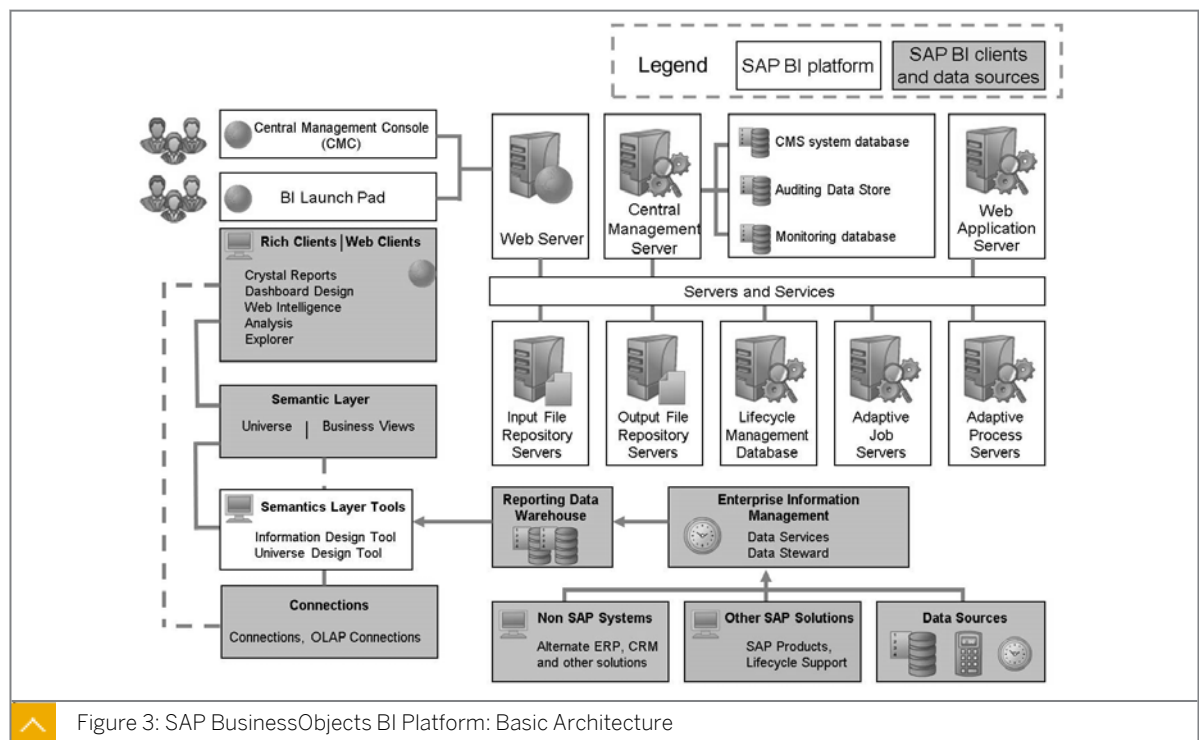 Legend
SAP BI platform
SAP BI clients
and data sources
Central Management Console
(CMC)
BI Launch Pad
Rich Clients | Web Clients
Crystal Reports
Dashboard Design
Web Intelligence
Analysis
Explorer
Semantic Layer
Universe | Business Views
Semantics Layer Tools
Information Design Tool
Universe Design Tool
Connections
Connections, OLAP Connections
Web Server
Central
Management
Server
CMS system database
Auditing Data Store
Monitoring database
Web
Application
Server
Servers and Services
Input File
Repository
Servers
Output File
Repository
Servers
Lifecycle
Management
Database
Adaptive
Job
Servers
Adaptive
Process
Servers
Reporting Data
Warehouse
Enterprise Information
Management
Data Services
Data Steward
Non SAP Systems
Alternate ERP, CRM
and other solutions
Other SAP Solutions
SAP Products,
Lifecycle Support
Data Sources
Figure 3: SAP BusinessObjects BI Platform: Basic Architecture